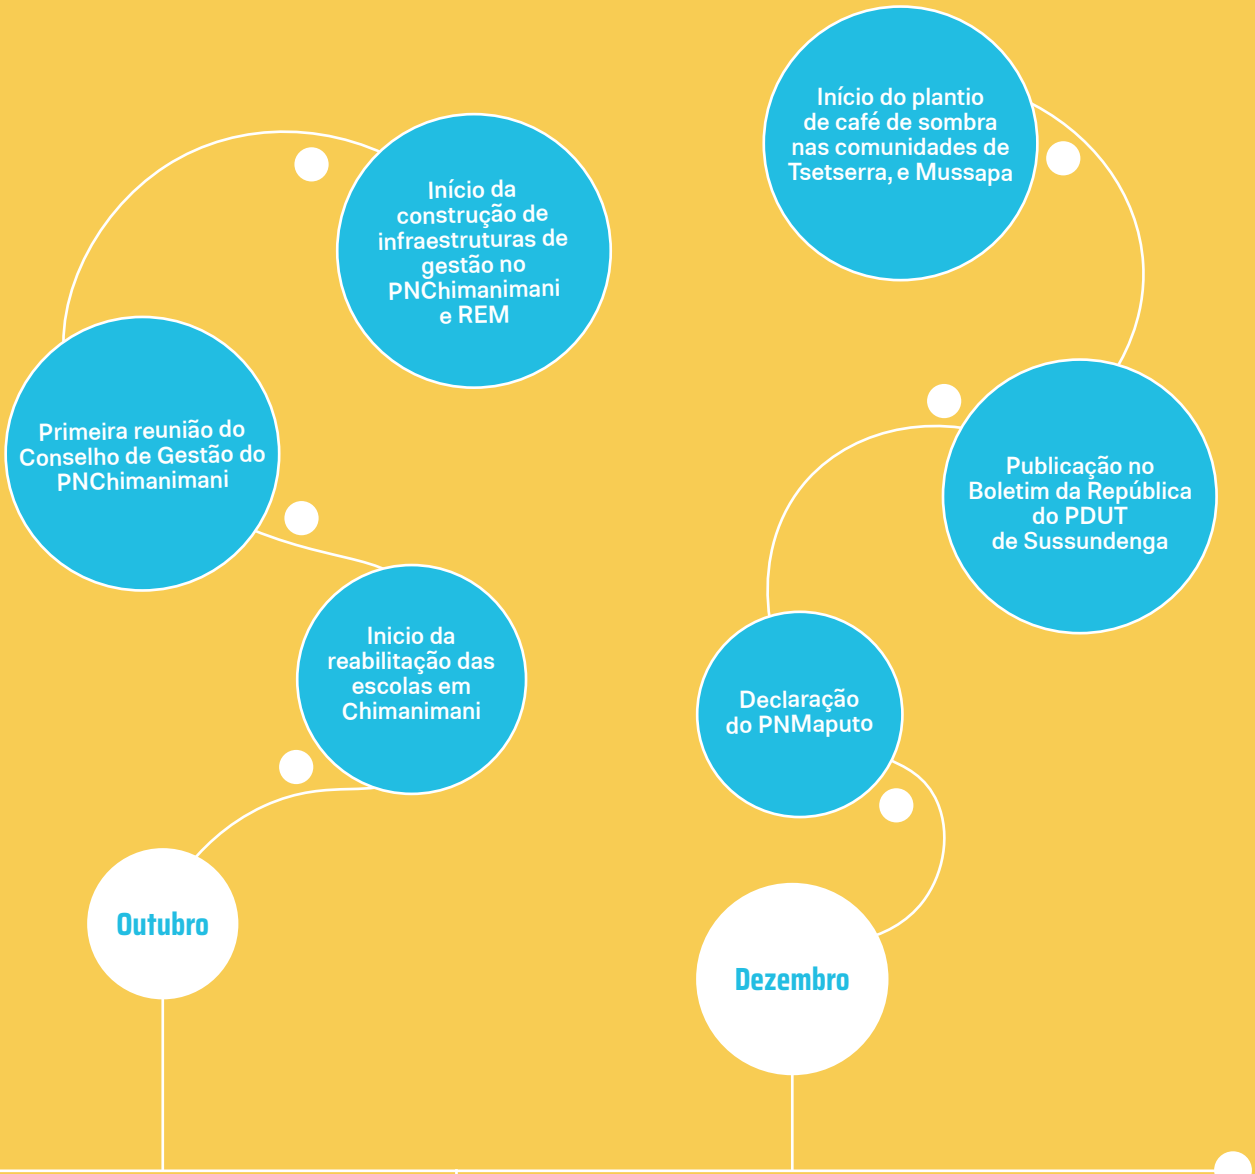 Início do plantio
de café de sombra
nas comunidades de
Tsetserra, e Mussapa
Início da
construção de
infraestruturas de
gestão no
PNChimanimani
e REM
Primeira reunião do
Conselho de Gestão do
PNChimanimani
Publicação no
Boletim da República
do PDUT
de Sussundenga
Inicio da
reabilitação das
escolas em
Chimanimani
Declaração
do PNMaputo
Outubro
Dezembro